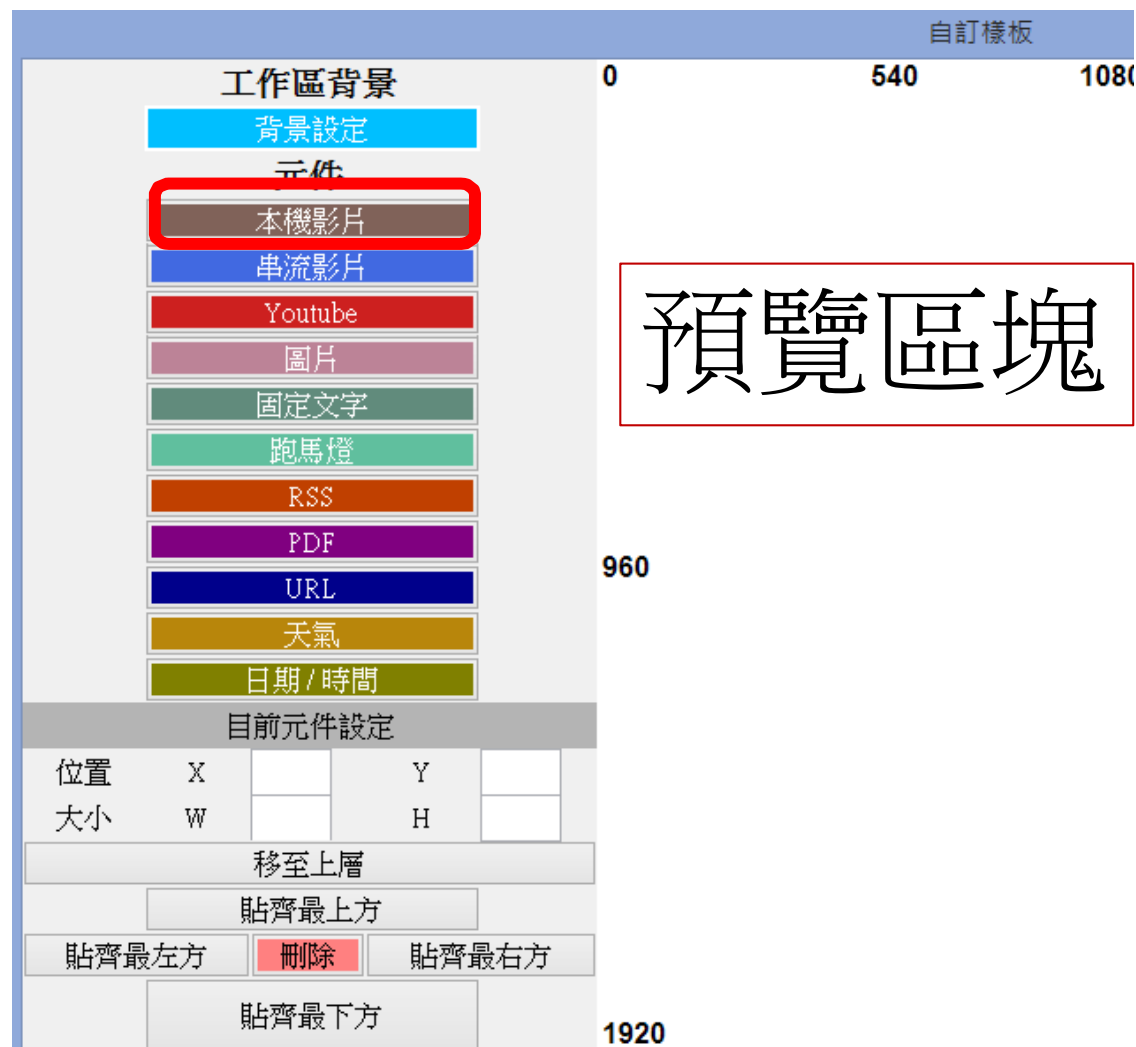 自訂樣板
工作區背景
背景設定
元件
本機影片
串流影片
Youtube
圖片
固定文字
跑馬燈
RSS
PDF
URL
天氣
日期/時間
目前元件設定
位置 X Y
大小 W H
移至上層
貼齊最上方
貼齊最左方 刪除 貼齊最右方
貼齊最下方
0 540 1080
預覽區塊
960
1920